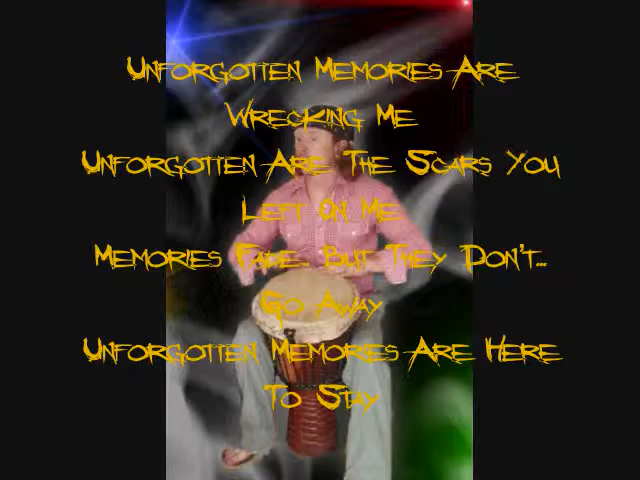 Unforgotten Memories Are
Wrecking Me
Unforgotten Are The Scars You
Left On Me
Memories Fade.. But They Don't...
Go Away
Unforgotten Memories Are Here
To Stay